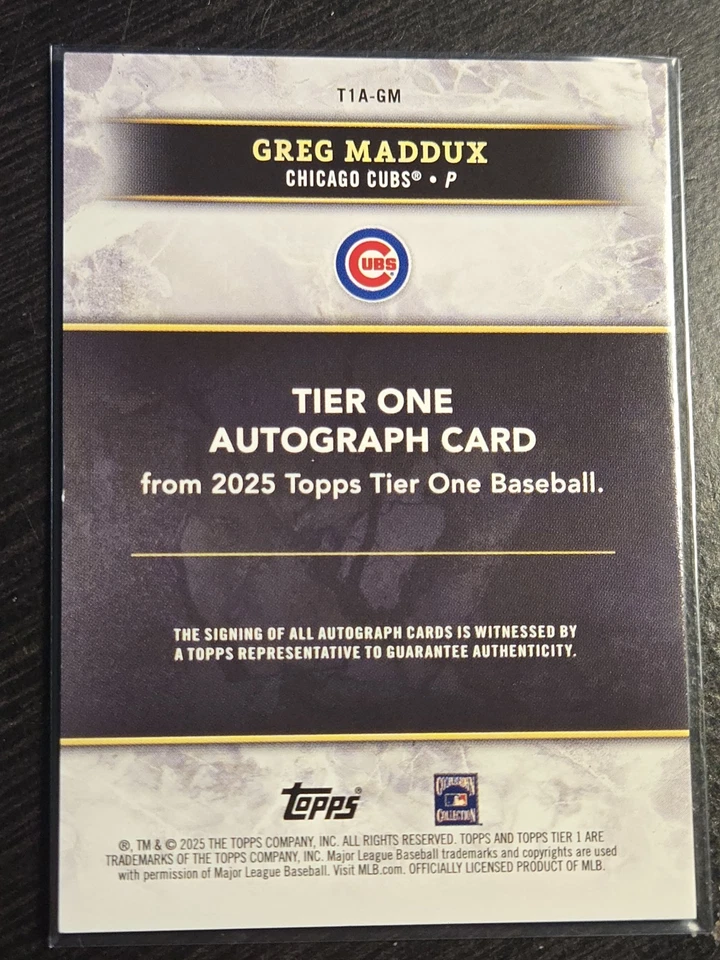 T1A-GM
GREG MADDUX
CHICAGO CUBS® • P
CUBS
TIER ONE
AUTOGRAPH CARD
from 2025 Topps Tier One Baseball.
THE SIGNING OF ALL AUTOGRAPH CARDS IS WITNESSED BY
A TOPPS REPRESENTATIVE TO GUARANTEE AUTHENTICITY.
topps®
COOPERSTOWN
COLLECTION
®, TM & © 2025 THE TOPPS COMPANY, INC. ALL RIGHTS RESERVED. TOPPS AND TOPPS TIER 1 ARE
TRADEMARKS OF THE TOPPS COMPANY, INC. Major League Baseball trademarks and copyrights are used
with permission of Major League Baseball. Visit MLB.com. OFFICIALLY LICENSED PRODUCT OF MLB.